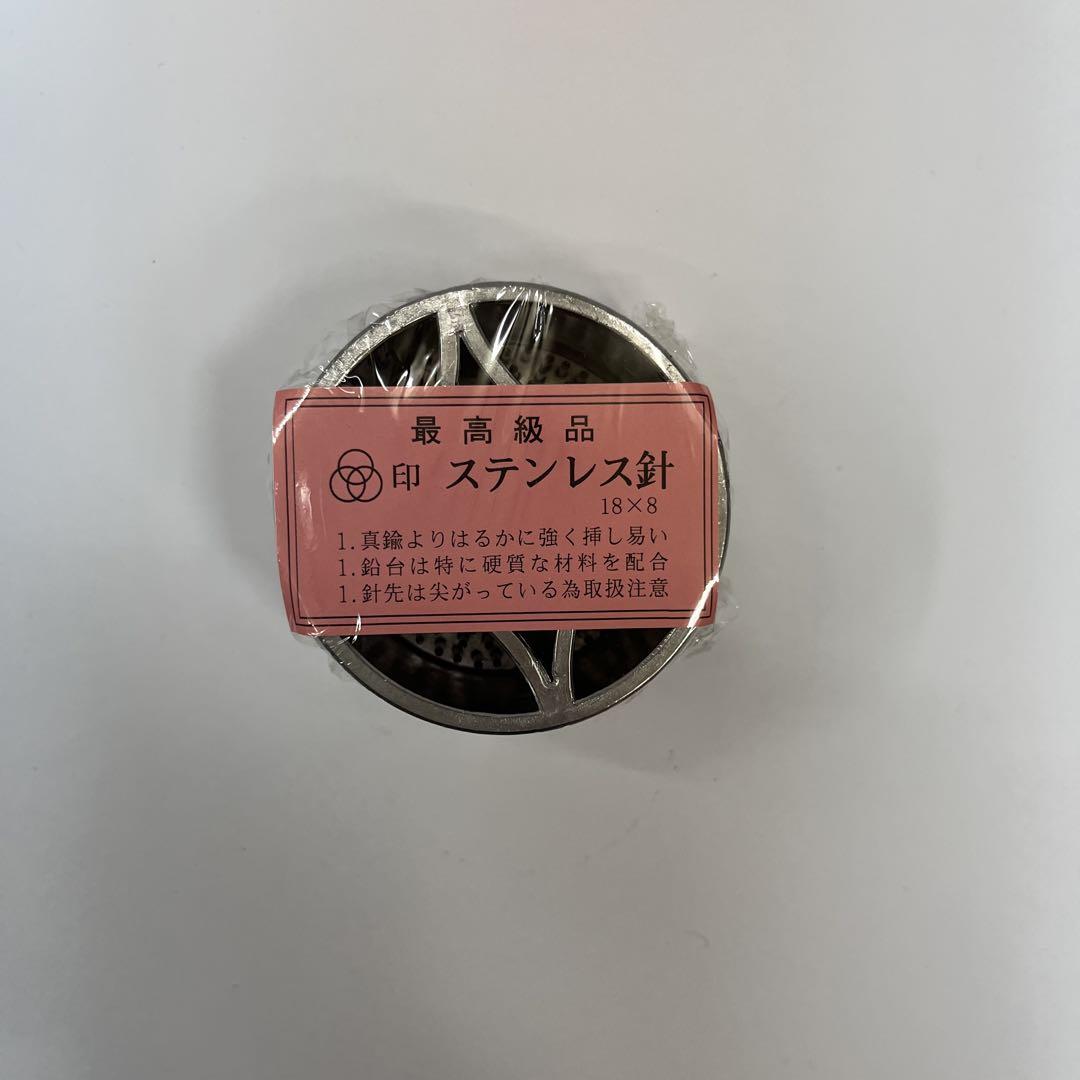 最高級品
印 ステンレス針
18×8
1.真鍮よりはるかに強く挿し易い
1.鉛台は特に硬質な材料を配合
1.針先は尖がっている為取扱注意